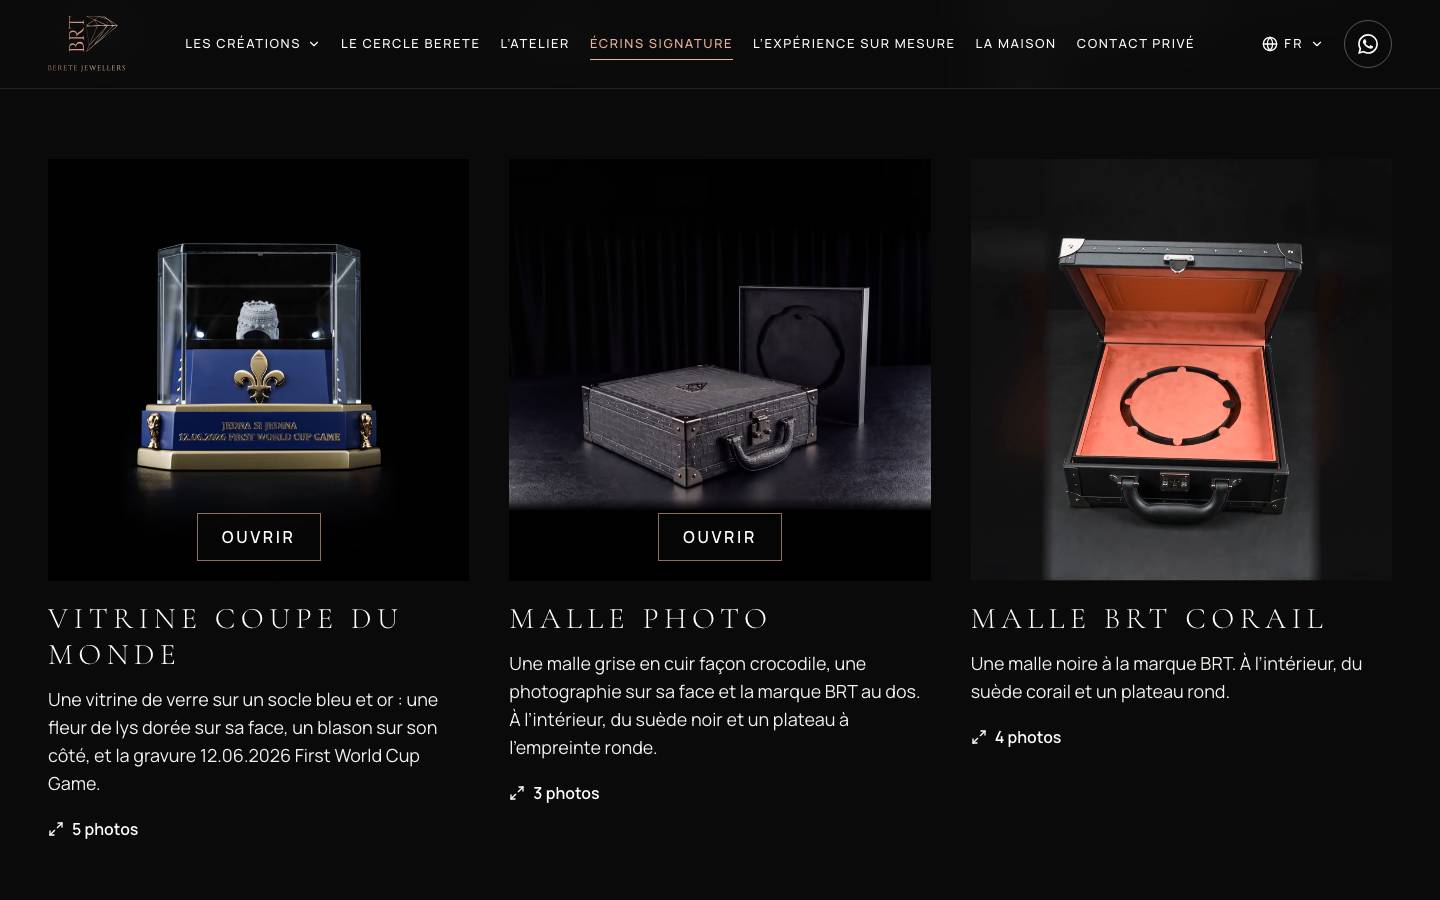 BRT
BERETE JEWELLERS
LES CRÉATIONS
LE CERCLE BERETE
L'ATELIER
ÉCRINS SIGNATURE
L'EXPÉRIENCE SUR MESURE
LA MAISON
CONTACT PRIVÉ
FR
JEDNA SI JEDINA
12.06.2026 FIRST WORLD CUP GAME
OUVRIR
OUVRIR
VITRINE COUPE DU
MONDE
Une vitrine de verre sur un socle bleu et or : une
fleur de lys dorée sur sa face, un blason sur son
côté, et la gravure 12.06.2026 First World Cup
Game.
5 photos
MALLE PHOTO
Une malle grise en cuir façon crocodile, une
photographie sur sa face et la marque BRT au dos.
À l'intérieur, du suède noir et un plateau à
l'empreinte ronde.
3 photos
MALLE BRT CORAIL
Une malle noire à la marque BRT. À l'intérieur, du
suède corail et un plateau rond.
4 photos